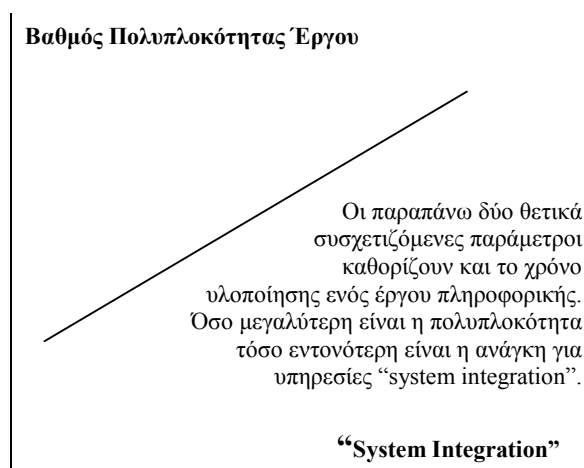 Βαθμός Πολυπλοκότητας Έργου
Οι παραπάνω δύο θετικά
συσχετιζόμενες παράμετροι
καθορίζουν και το χρόνο
υλοποίησης ενός έργου πληροφορικής.
Όσο μεγαλύτερη είναι η πολυπλοκότητα
τόσο εντονότερη είναι η ανάγκη για
υπηρεσίες “system integration”.
“System Integration”